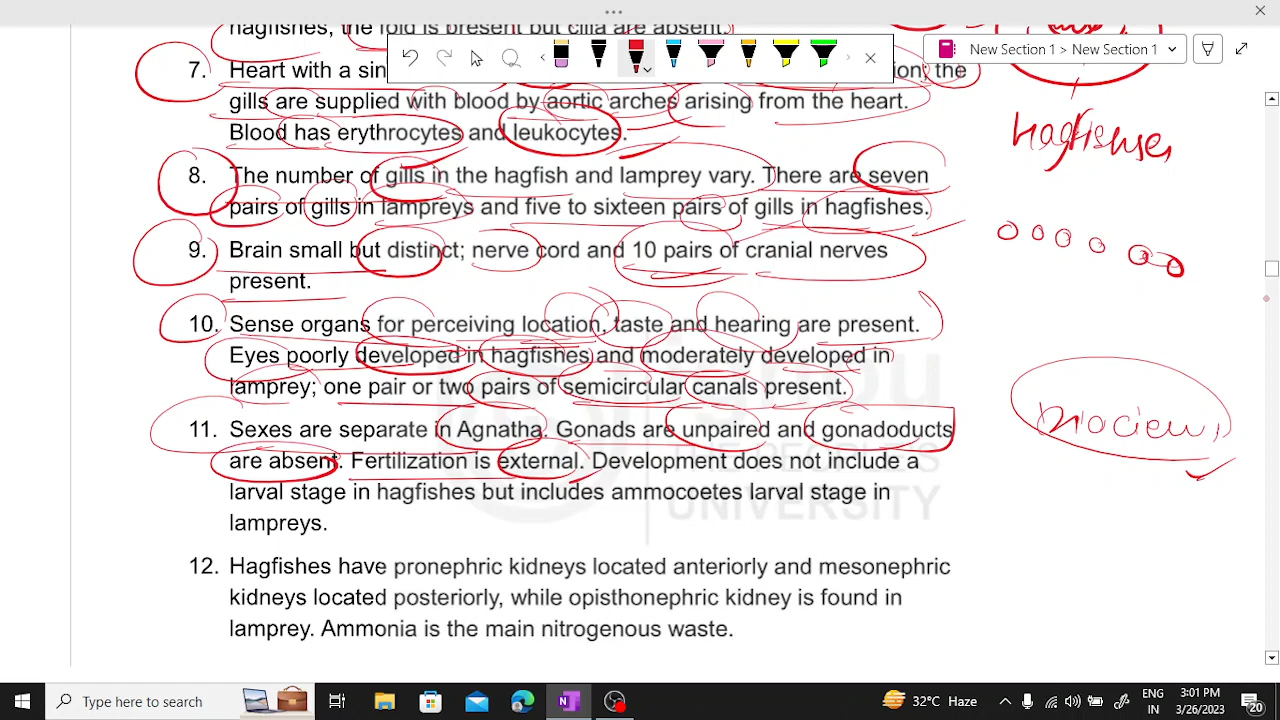 hagfishes, the fold is present but cilia are absent.
New Section 1 > New Section 1
7. Heart with a sin ion; the
gills are supplied with blood by aortic arches arising from the heart.
Blood has erythrocytes and leukocytes.
hagfishes
8. The number of gills in the hagfish and lamprey vary. There are seven
pairs of gills in lampreys and five to sixteen pairs of gills in hagfishes.
9. Brain small but distinct; nerve cord and 10 pairs of cranial nerves
present.
10. Sense organs for perceiving location, taste and hearing are present.
Eyes poorly developed in hagfishes and moderately developed in
lamprey; one pair or two pairs of semicircular canals present.
11. Sexes are separate in Agnatha. Gonads are unpaired and gonadoducts
are absent. Fertilization is external. Development does not include a
larval stage in hagfishes but includes ammocoetes larval stage in
lampreys.
ignou
THE PEOPLE'S
UNIVERSITY
12. Hagfishes have pronephric kidneys located anteriorly and mesonephric
kidneys located posteriorly, while opisthonephric kidney is found in
lamprey. Ammonia is the main nitrogenous waste.
Type here to search
32°C Haze
ENG
IN
3:01 PM
3/26/2023
20